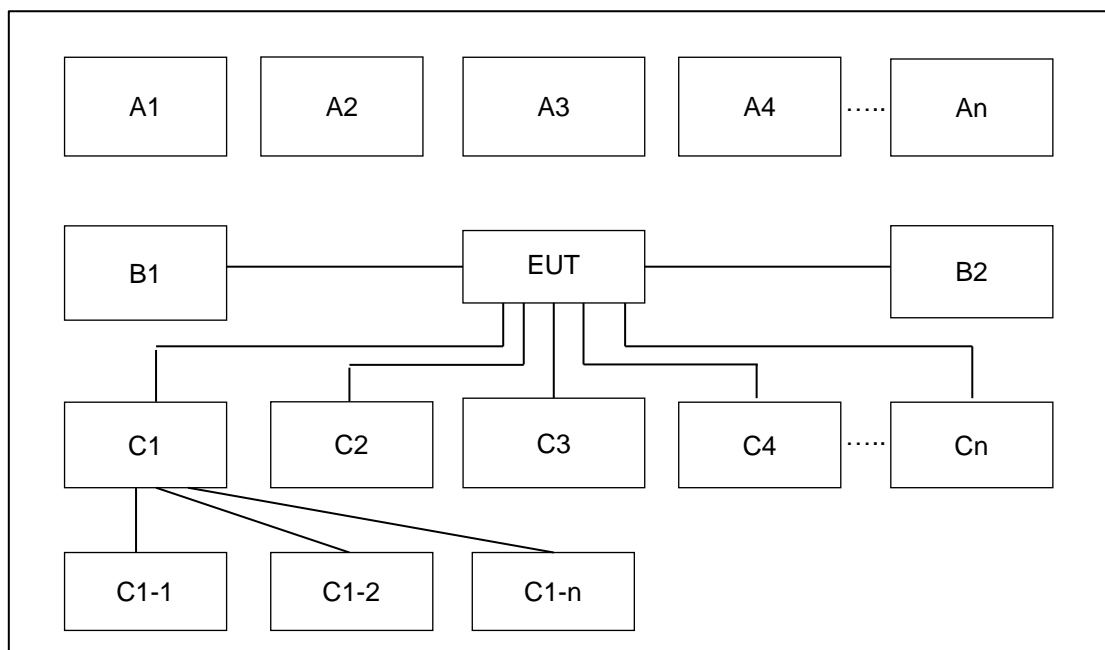 A1 A2 A3 A4 ..... An
B1 EUT B2
C1 C2 C3 C4 ..... Cn
C1-1 C1-2 C1-n